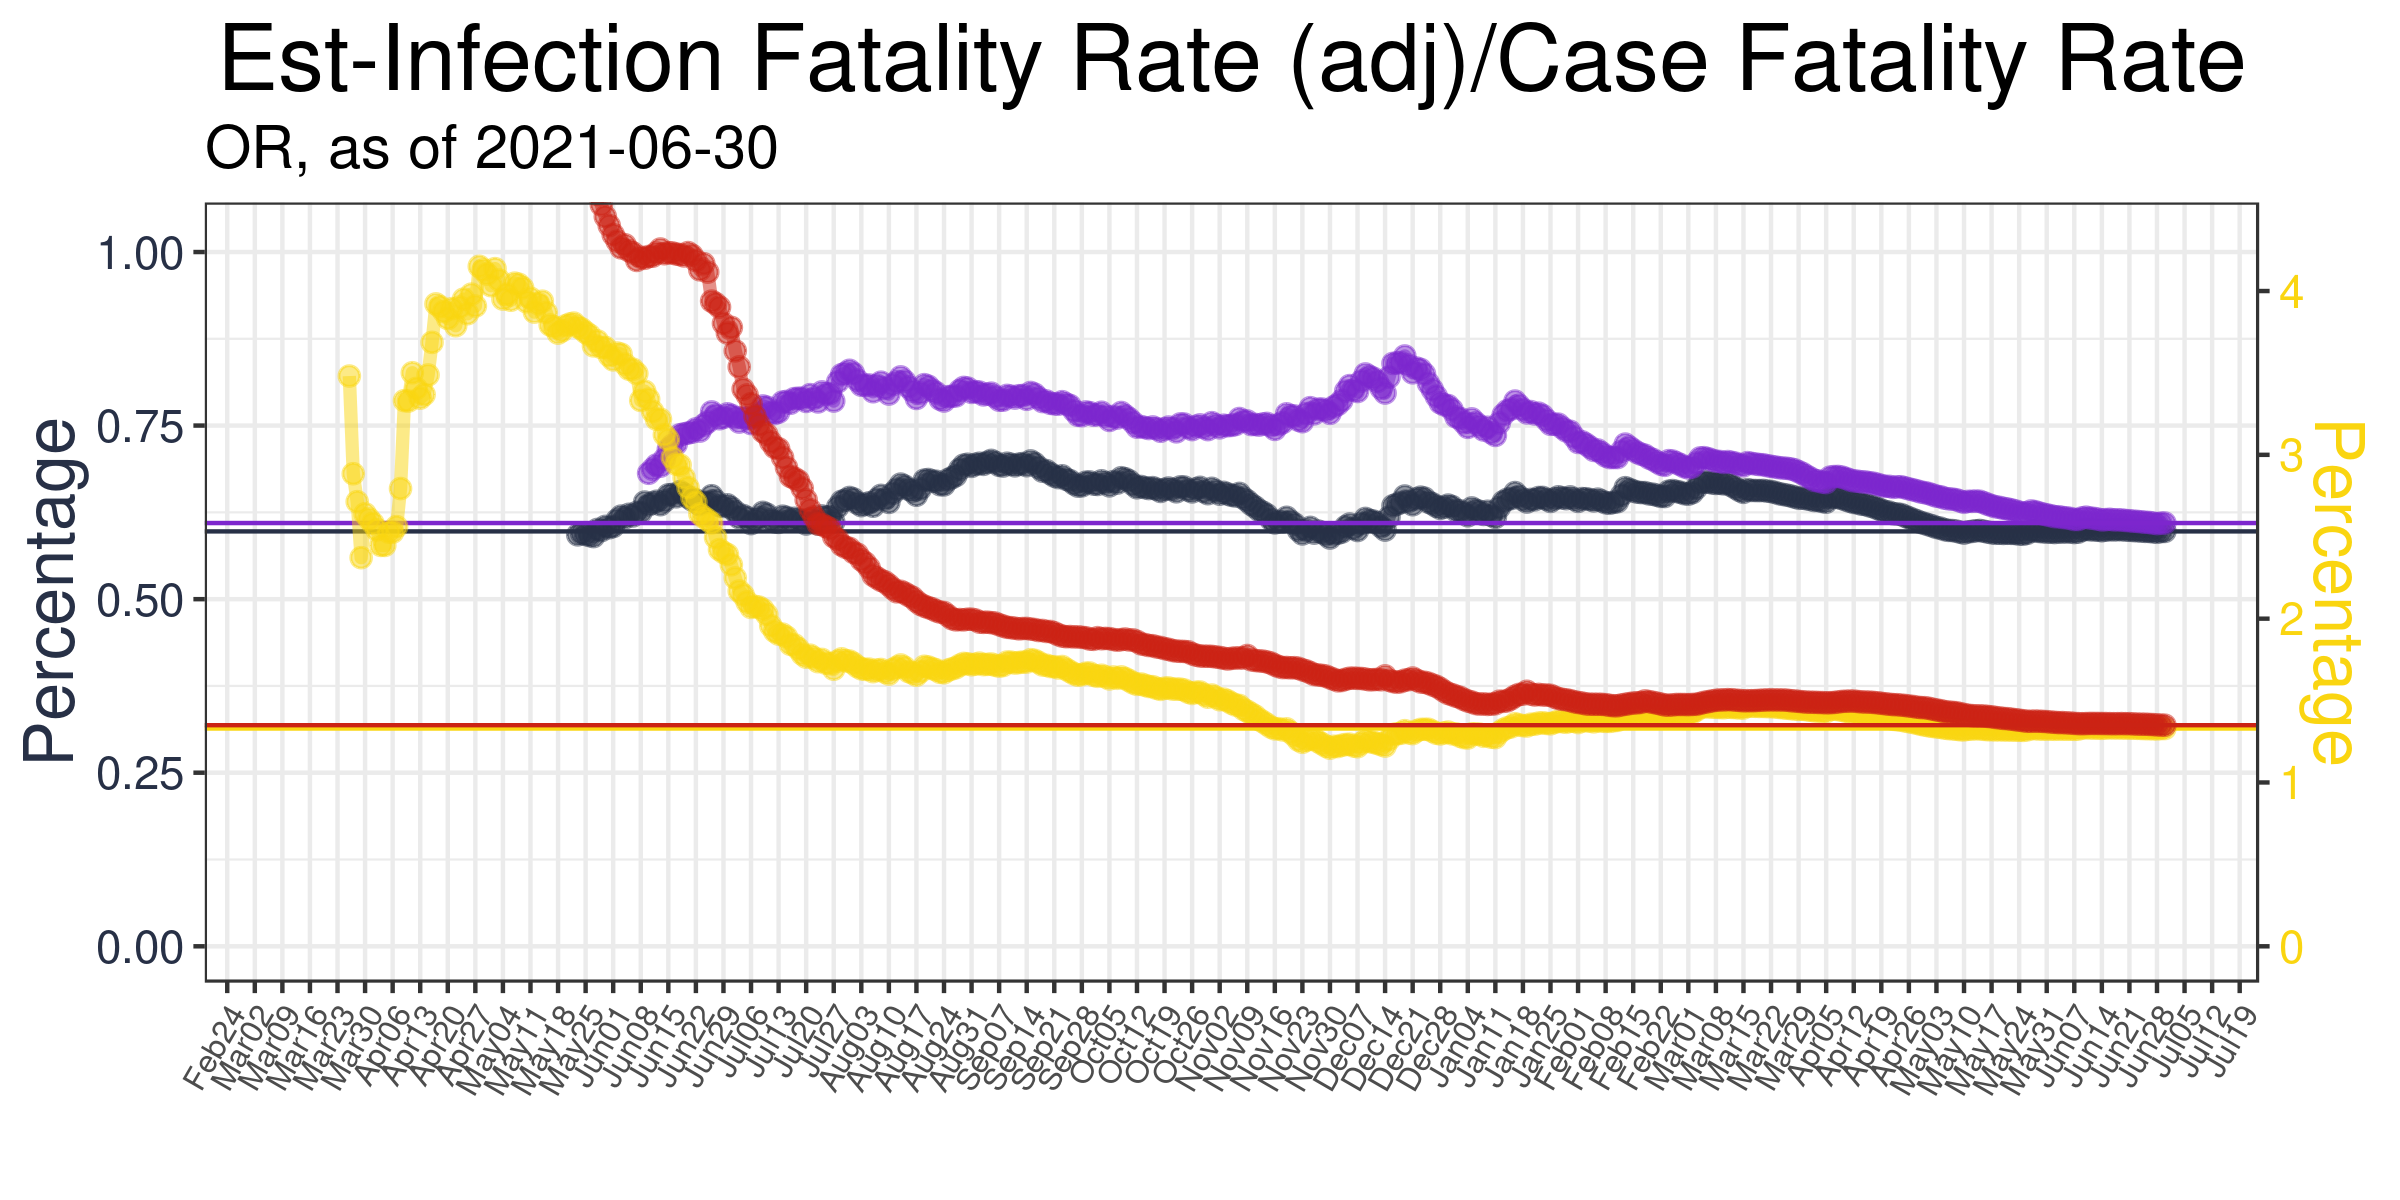 Est-Infection Fatality Rate (adj)/Case Fatality Rate
OR, as of 2021-06-30
Percentage
1.00
0.75
0.50
0.25
0.00
4
3
2
1
0
Percentage
Feb24
Mar02
Mar09
Mar16
Mar23
Mar30
Apr06
Apr13
Apr20
Apr27
May04
May11
May18
May25
Jun01
Jun08
Jun15
Jun22
Jun29
Jul06
Jul13
Jul20
Jul27
Aug03
Aug10
Aug17
Aug24
Aug31
Sep07
Sep14
Sep21
Sep28
Oct05
Oct12
Oct19
Oct26
Nov02
Nov09
Nov16
Nov23
Nov30
Dec07
Dec14
Dec21
Dec28
Jan04
Jan11
Jan18
Jan25
Feb01
Feb08
Feb15
Feb22
Mar01
Mar08
Mar15
Mar22
Mar29
Apr05
Apr12
Apr19
Apr26
May03
May10
May17
May24
May31
Jun07
Jun14
Jun21
Jun28
Jul05
Jul12
Jul19